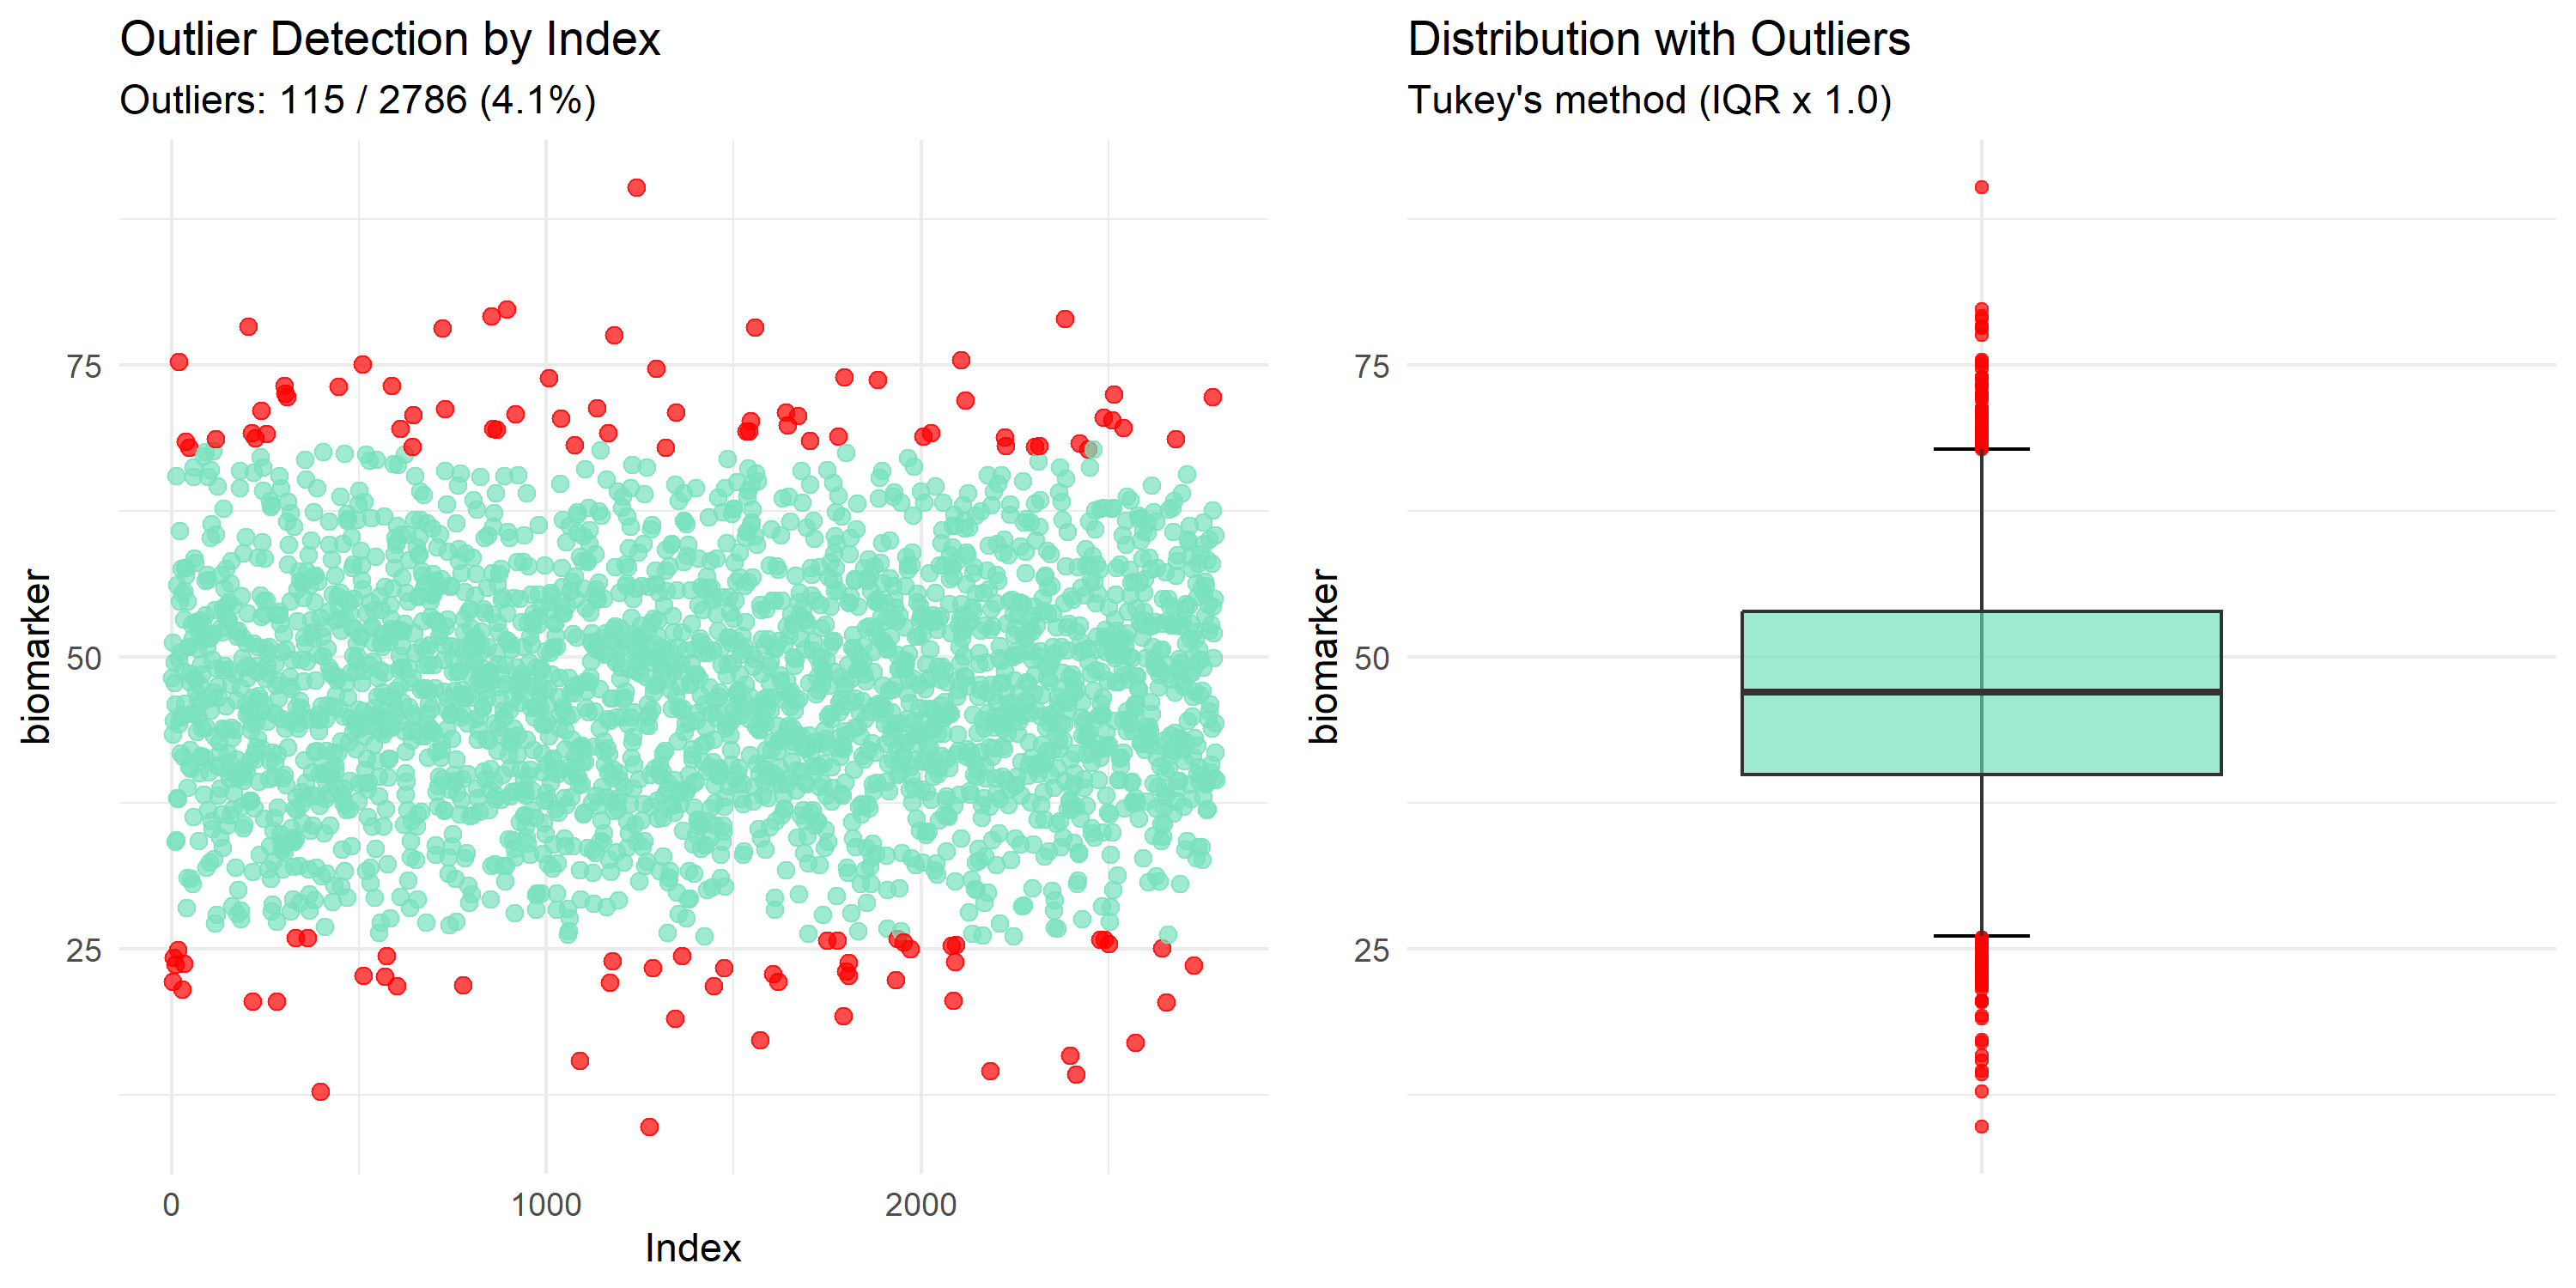 Outlier Detection by Index
Outliers: 115 / 2786 (4.1%)
75
50
25
biomarker
0
1000
2000
Index
Distribution with Outliers
Tukey's method (IQR x 1.0)
75
50
25
biomarker